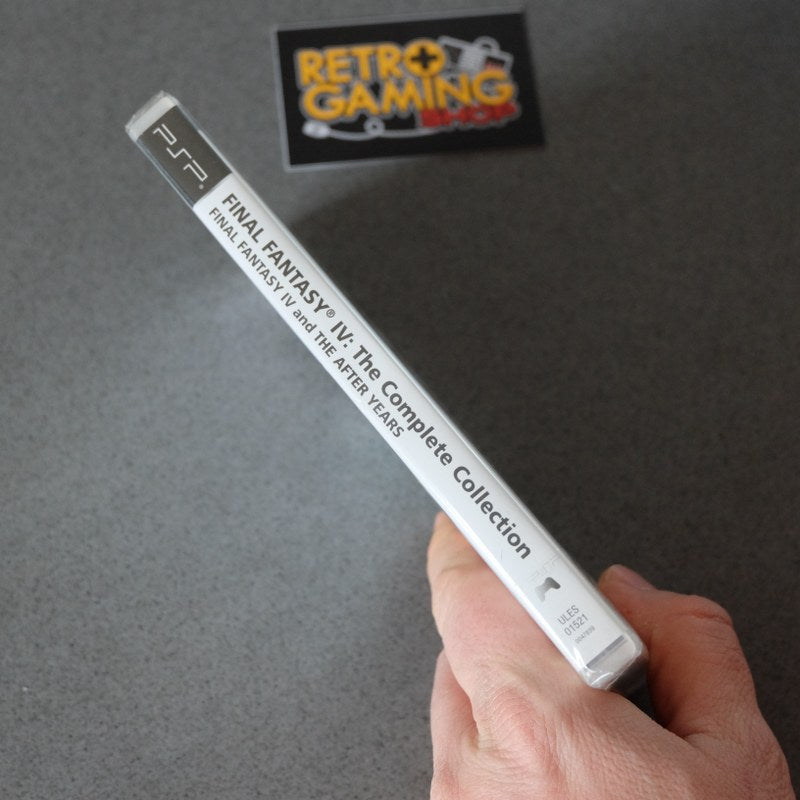 RETRO
GAMING
SHOP
PSP
FINAL FANTASY® IV: The Complete Collection
FINAL FANTASY IV and THE AFTER YEARS
ULES
01521